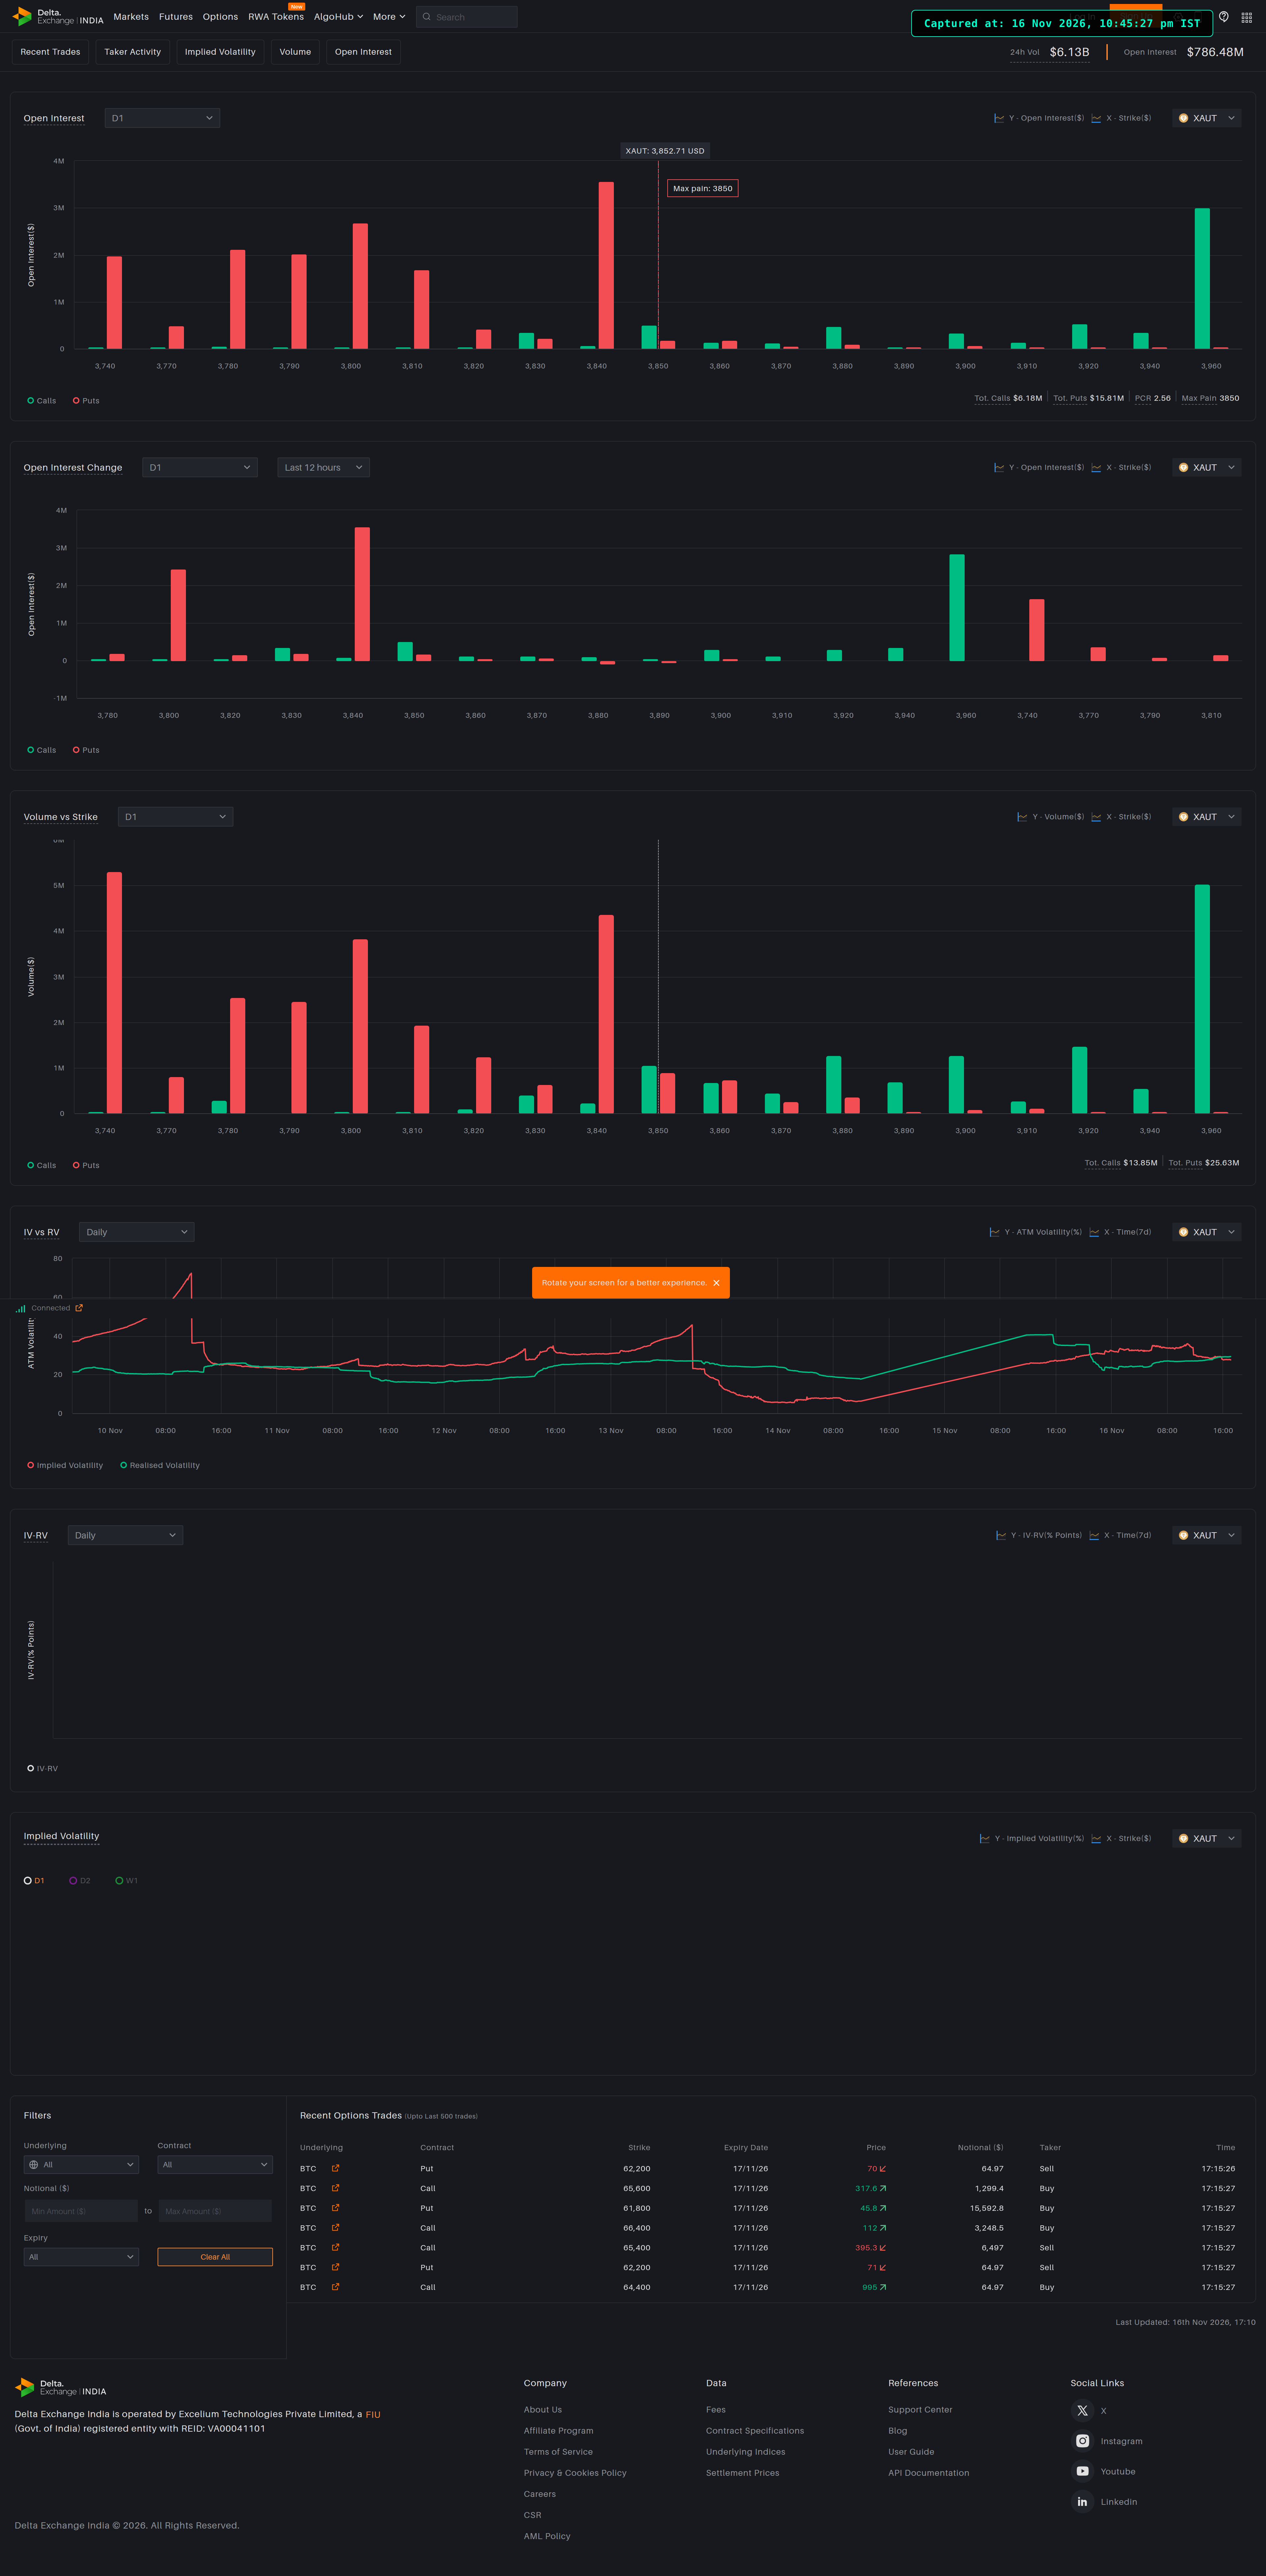 Delta. Exchange | INDIA
Markets Futures Options RWA Tokens New AlgoHub More Search
Captured at: 16 Nov 2026, 10:45:27 pm IST
Recent Trades Taker Activity Implied Volatility Volume Open Interest
24h Vol $6.13B Open Interest $786.48M
Open Interest D1 Y - Open Interest($) X - Strike($) XAUT
XAUT: 3,852.71 USD
Max pain: 3850
4M
3M
2M
1M
0
Open Interest($)
3,740 3,770 3,780 3,790 3,800 3,810 3,820 3,830 3,840 3,850 3,860 3,870 3,880 3,890 3,900 3,910 3,920 3,940 3,960
Calls Puts
Tot. Calls $6.18M Tot. Puts $15.81M PCR 2.56 Max Pain 3850
Open Interest Change D1 Last 12 hours Y - Open Interest($) X - Strike($) XAUT
4M
3M
2M
1M
0
-1M
Open Interest($)
3,780 3,800 3,820 3,830 3,840 3,850 3,860 3,870 3,880 3,890 3,900 3,910 3,920 3,940 3,960 3,740 3,770 3,790 3,810
Calls Puts
Volume vs Strike D1 Y - Volume($) X - Strike($) XAUT
6M
5M
4M
3M
2M
1M
0
Volume($)
3,740 3,770 3,780 3,790 3,800 3,810 3,820 3,830 3,840 3,850 3,860 3,870 3,880 3,890 3,900 3,910 3,920 3,940 3,960
Calls Puts
Tot. Calls $13.85M Tot. Puts $25.63M
IV vs RV Daily Y - ATM Volatility(%) X - Time(7d) XAUT
80
60
Rotate your screen for a better experience.
Connected
40
20
0
ATM Volatilit
10 Nov 08:00 16:00 11 Nov 08:00 16:00 12 Nov 08:00 16:00 13 Nov 08:00 16:00 14 Nov 08:00 16:00 15 Nov 08:00 16:00 16 Nov 08:00 16:00
Implied Volatility Realised Volatility
IV-RV Daily Y - IV-RV(% Points) X - Time(7d) XAUT
IV-RV(% Points)
IV-RV
Implied Volatility Y - Implied Volatility(%) X - Strike($) XAUT
D1 D2 W1
Filters
Underlying Contract
All All
Notional ($)
Min Amount ($) to Max Amount ($)
Expiry
All Clear All
Recent Options Trades (Upto Last 500 trades)
Underlying Contract Strike Expiry Date Price Notional ($) Taker Time
BTC Put 62,200 17/11/26 70 64.97 Sell 17:15:26
BTC Call 65,600 17/11/26 317.6 1,299.4 Buy 17:15:27
BTC Put 61,800 17/11/26 45.8 15,592.8 Buy 17:15:27
BTC Call 66,400 17/11/26 112 3,248.5 Buy 17:15:27
BTC Call 65,400 17/11/26 395.3 6,497 Sell 17:15:27
BTC Put 62,200 17/11/26 71 64.97 Sell 17:15:27
BTC Call 64,400 17/11/26 995 64.97 Buy 17:15:27
Last Updated: 16th Nov 2026, 17:10
Delta. Exchange | INDIA
Delta Exchange India is operated by Excelium Technologies Private Limited, a FIU
(Govt. of India) registered entity with REID: VA00041101
Delta Exchange India © 2026. All Rights Reserved.
Company
About Us
Affiliate Program
Terms of Service
Privacy & Cookies Policy
Careers
CSR
AML Policy
Data
Fees
Contract Specifications
Underlying Indices
Settlement Prices
References
Support Center
Blog
User Guide
API Documentation
Social Links
X
Instagram
Youtube
Linkedin